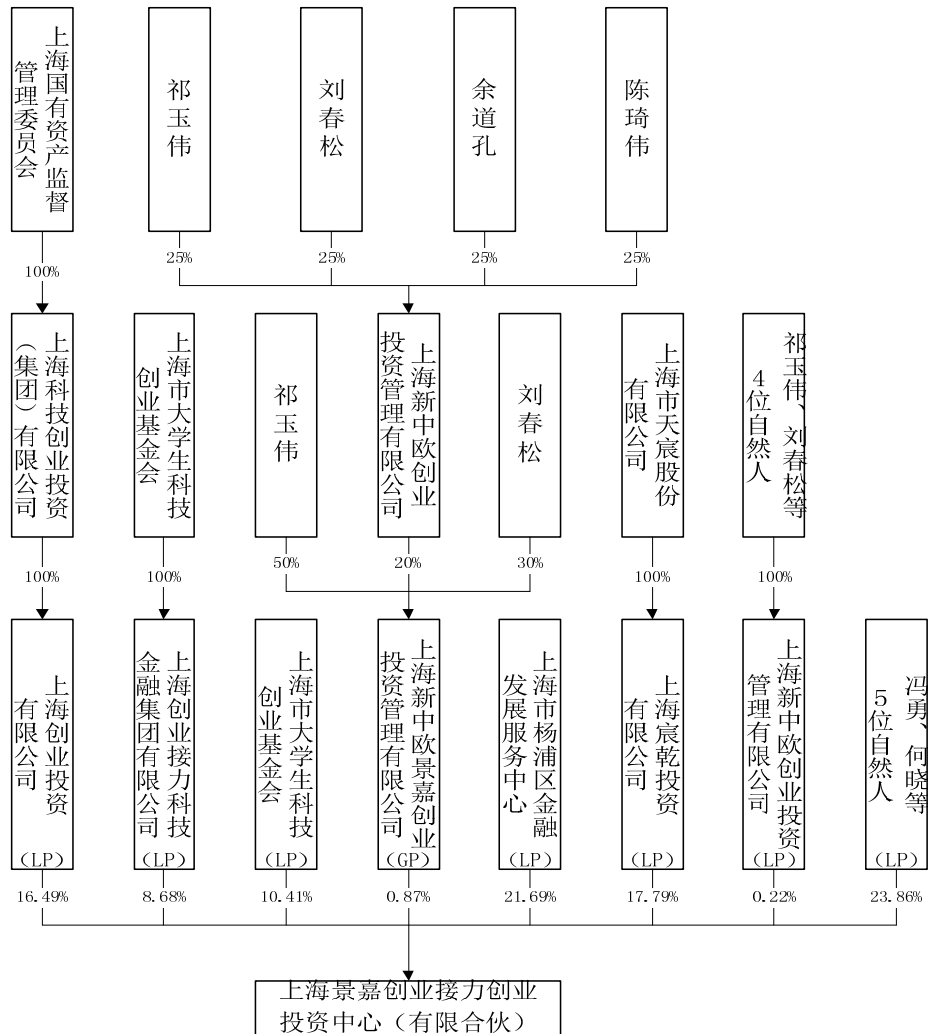 上海国有资产监督
管理委员会
祁玉伟
刘春松
余道孔
陈琦伟
100%
25%
25%
25%
25%
上海科技创业投资
（集团）有限公司
上海市大学生科技
创业基金会
祁玉伟
上海新中欧创业
投资管理有限公司
刘春松
上海市天宸股份
有限公司
祁玉伟、刘春松等
4位自然人
100%
100%
50%
20%
30%
100%
100%
上海创业投资
有限公司
(LP)
上海创业接力科技
金融集团有限公司
(LP)
上海市大学生科技
创业基金会
(LP)
上海新中欧景嘉创业
投资管理有限公司
(GP)
上海市杨浦区金融
发展服务中心
(LP)
上海宸乾投资
有限公司
(LP)
上海新中欧创业投资
管理有限公司
(LP)
冯勇、何晓等
5位自然人
(LP)
16.49%
8.68%
10.41%
0.87%
21.69%
17.79%
0.22%
23.86%
上海景嘉创业接力创业
投资中心（有限合伙）